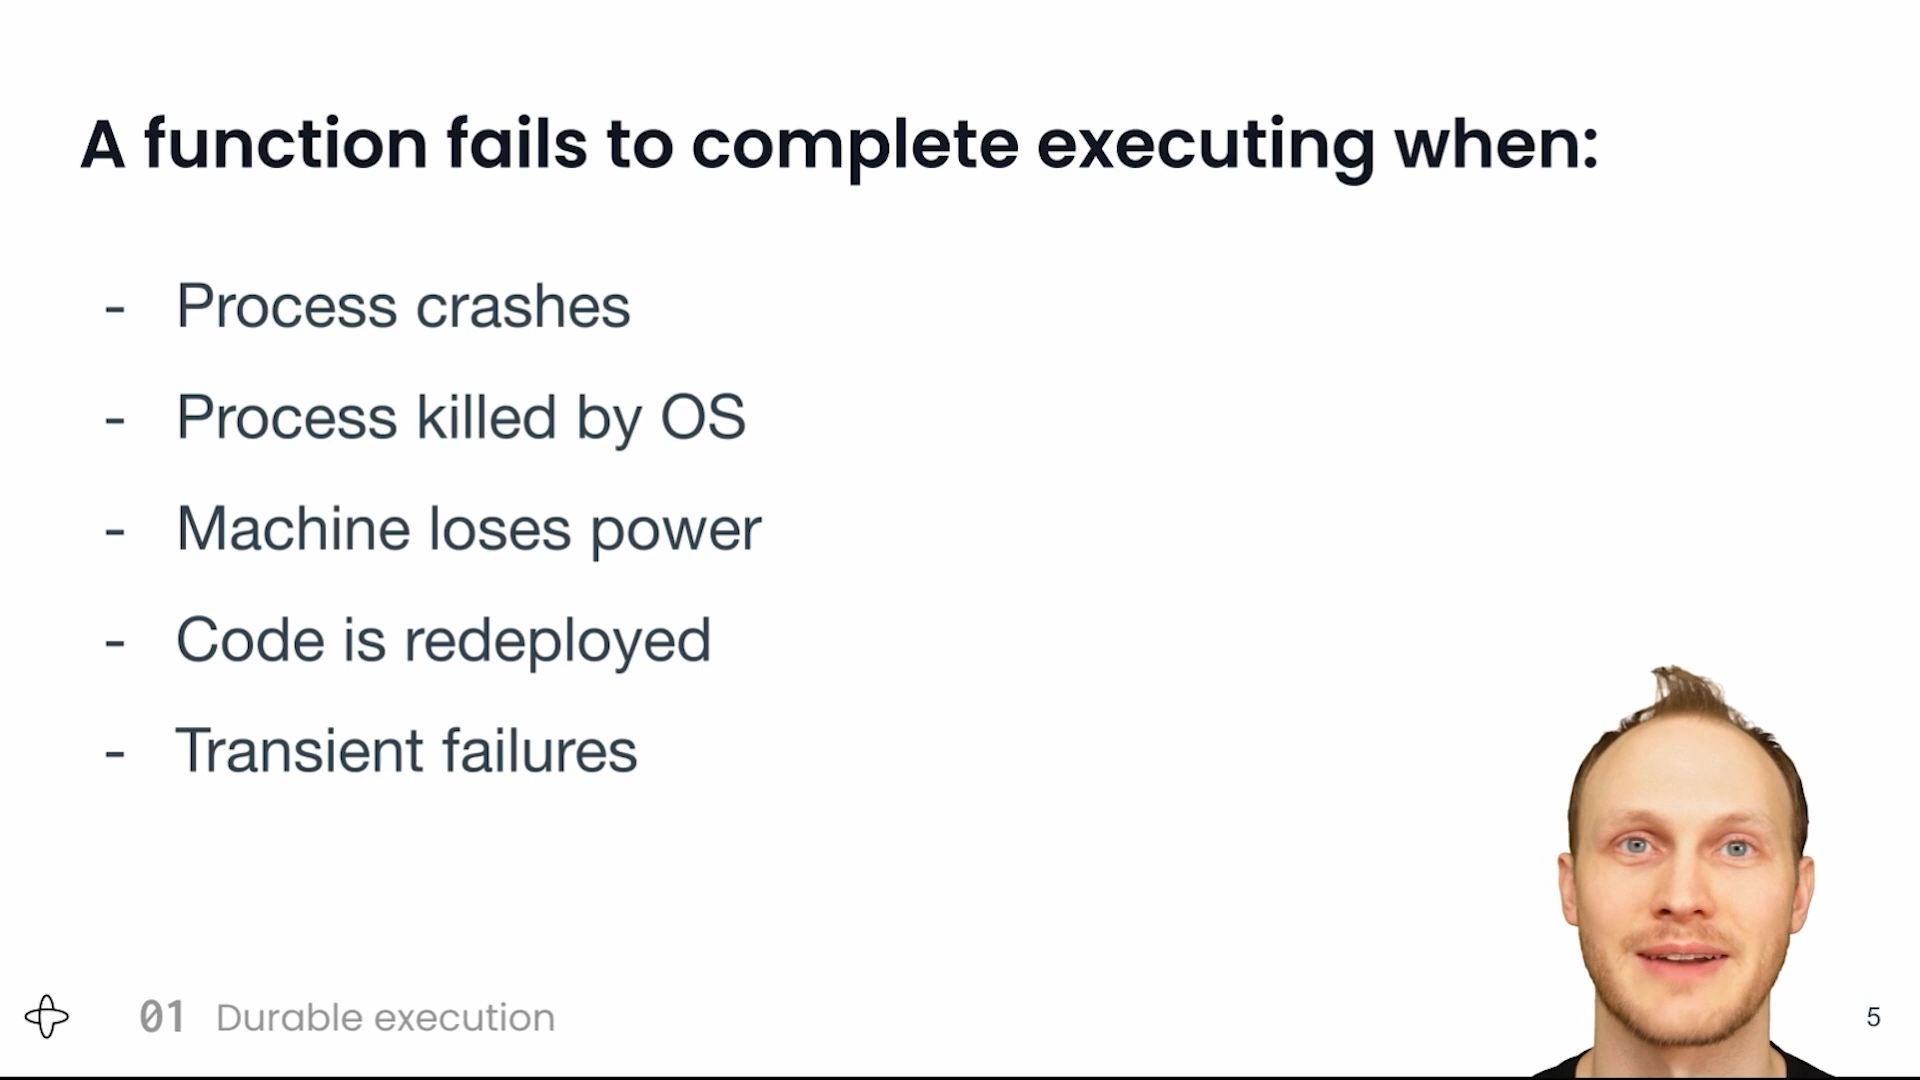 A function fails to complete executing when:
- Process crashes
- Process killed by OS
- Machine loses power
- Code is redeployed
- Transient failures
01 Durable execution
5